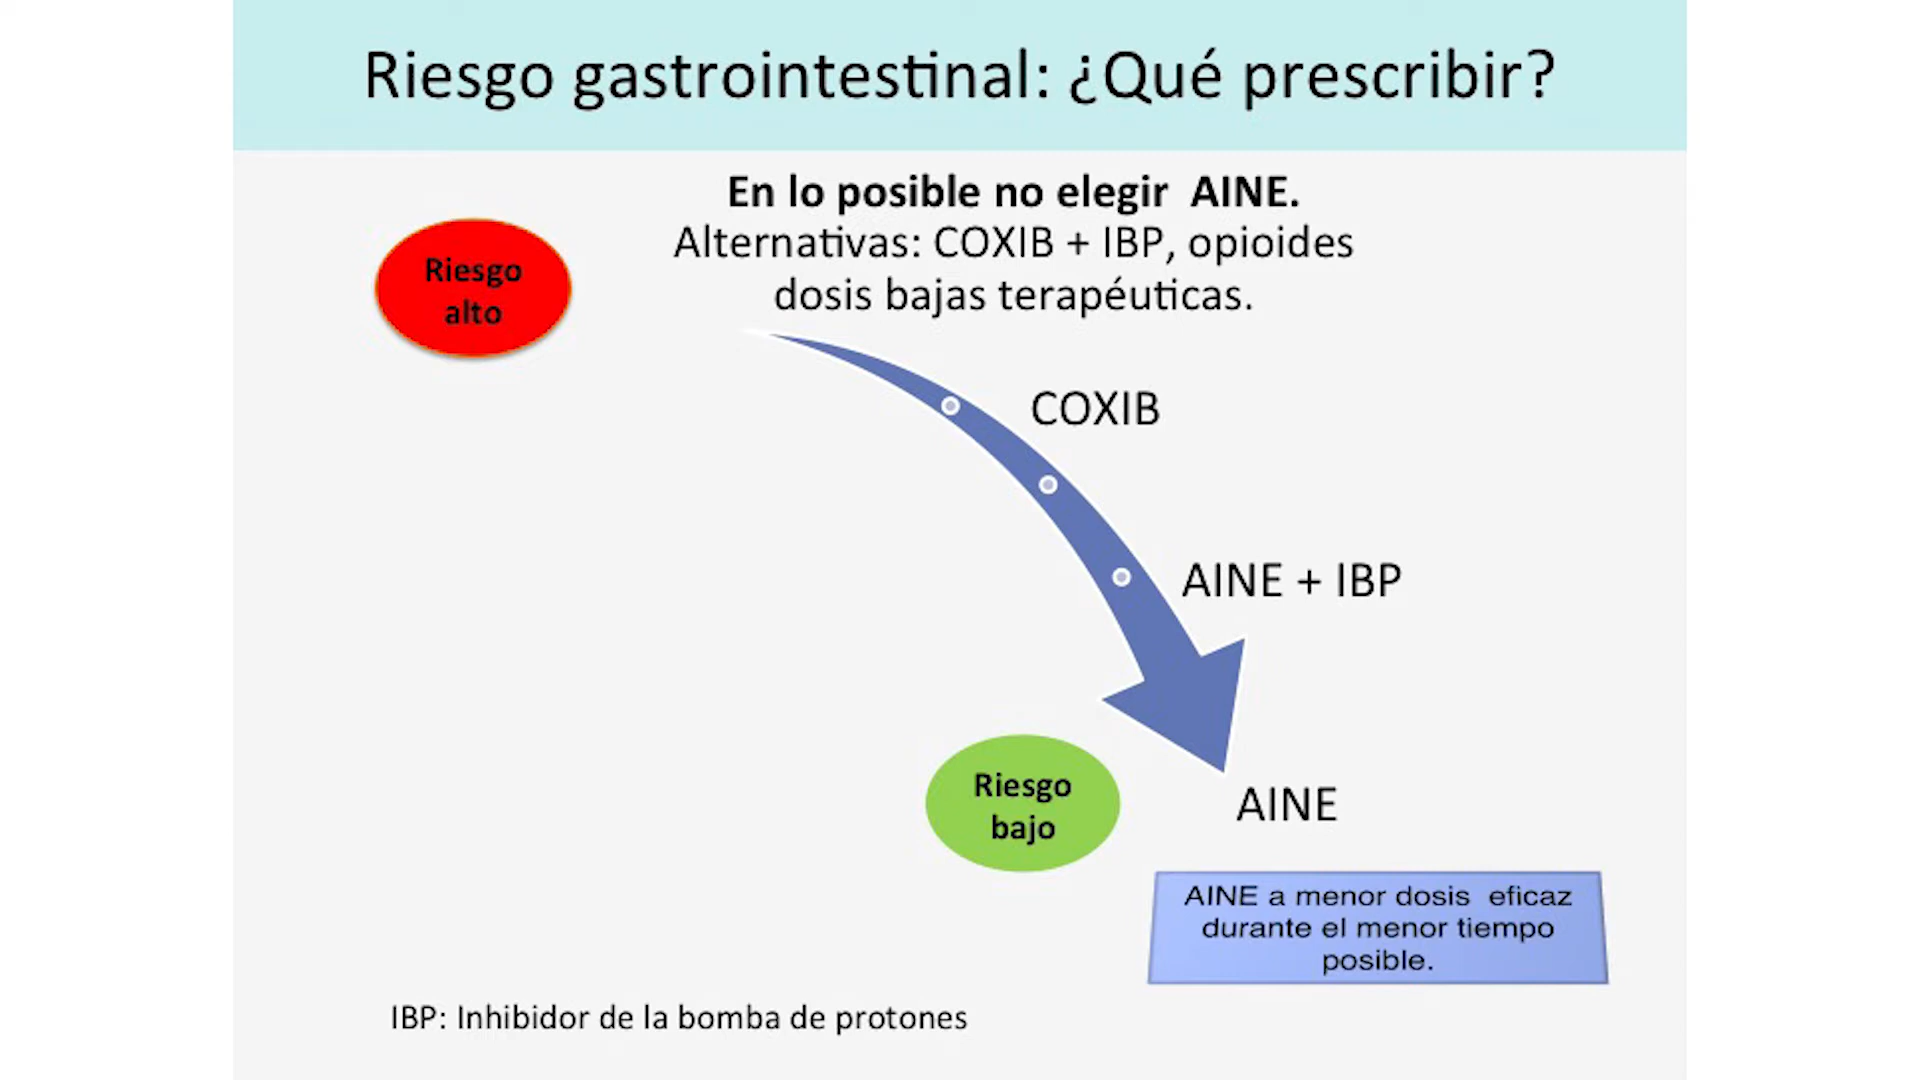 Riesgo gastrointestinal: ¿Qué prescribir?
En lo posible no elegir AINE.
Alternativas: COXIB + IBP, opioides
dosis bajas terapéuticas.
Riesgo
alto
COXIB
AINE + IBP
Riesgo
bajo
AINE
AINE a menor dosis eficaz
durante el menor tiempo
posible.
IBP: Inhibidor de la bomba de protones